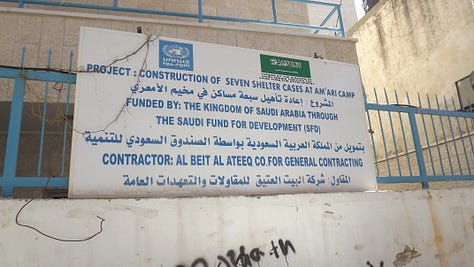 unrwa
الأونروا
PROJECT : CONSTRUCTION OF SEVEN SHELTER CASES AT AM'ARI CAMP
المشروع : إعادة تأهيل سبعة مساكن في مخيم الأمعري
FUNDED BY: THE KINGDOM OF SAUDI ARABIA THROUGH
THE SAUDI FUND FOR DEVELOPMENT (SFD)
بتمويل من المملكة العربية السعودية بواسطة الصندوق السعودي للتنمية
CONTRACTOR: AL BEIT AL ATEEQ CO.FOR GENERAL CONTRACTING
المقاول : شركة البيت العتيق للمقاولات والتعهدات العامة